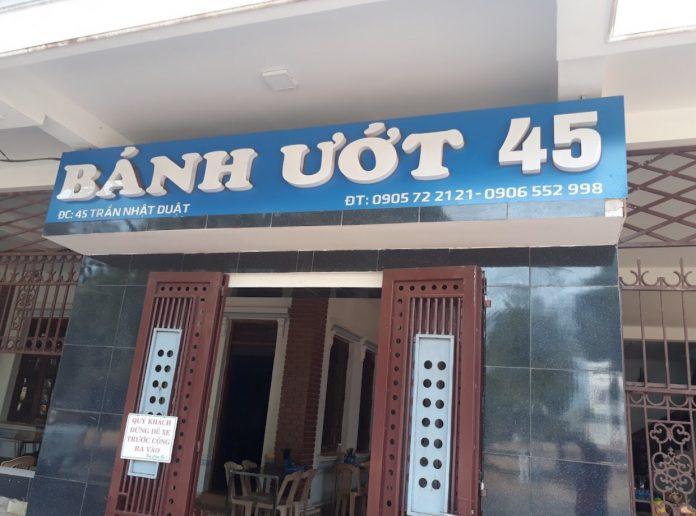 BÁNH ƯỚT 45
ĐC: 45 TRẦN NHẬT DUẬT
ĐT: 0905 72 2121 - 0906 552 998
QUÝ KHÁCH
ĐỪNG ĐỂ XE
TRƯỚC CỔNG
RA VÀO